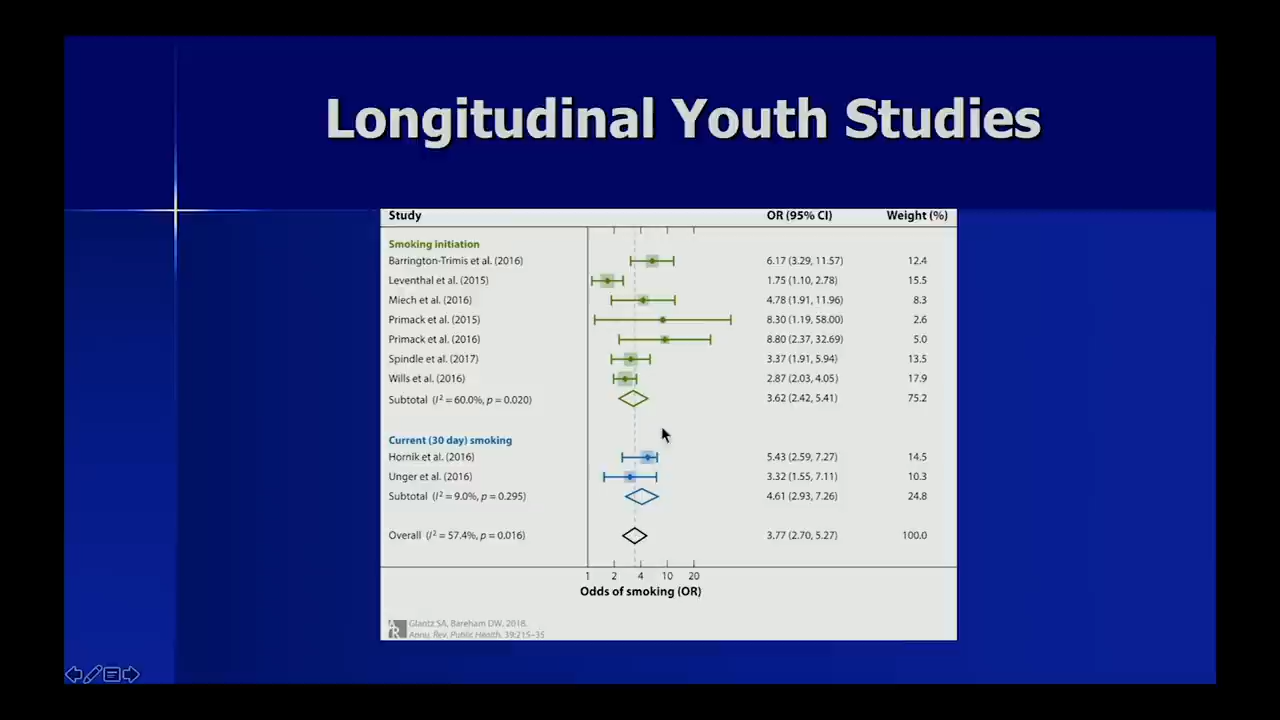 Longitudinal Youth Studies
Study OR (95% CI) Weight (%)
Smoking initiation
Barrington-Trimis et al. (2016) 6.17 (3.29, 11.57) 12.4
Leventhal et al. (2015) 1.75 (1.10, 2.78) 15.5
Miech et al. (2016) 4.78 (1.91, 11.96) 8.3
Primack et al. (2015) 8.30 (1.19, 58.00) 2.6
Primack et al. (2016) 8.80 (2.37, 32.69) 5.0
Spindle et al. (2017) 3.37 (1.91, 5.94) 13.5
Wills et al. (2016) 2.87 (2.03, 4.05) 17.9
Subtotal (I² = 60.0%, p = 0.020) 3.62 (2.42, 5.41) 75.2
Current (30 day) smoking
Hornik et al. (2016) 5.43 (2.59, 7.27) 14.5
Unger et al. (2016) 3.32 (1.55, 7.11) 10.3
Subtotal (I² = 9.0%, p = 0.295) 4.61 (2.93, 7.26) 24.8
Overall (I² = 57.4%, p = 0.016) 3.77 (2.70, 5.27) 100.0
1 2 4 10 20
Odds of smoking (OR)
AR Glantz SA, Bareham DW. 2018.
Annu. Rev. Public Health. 39:215–35